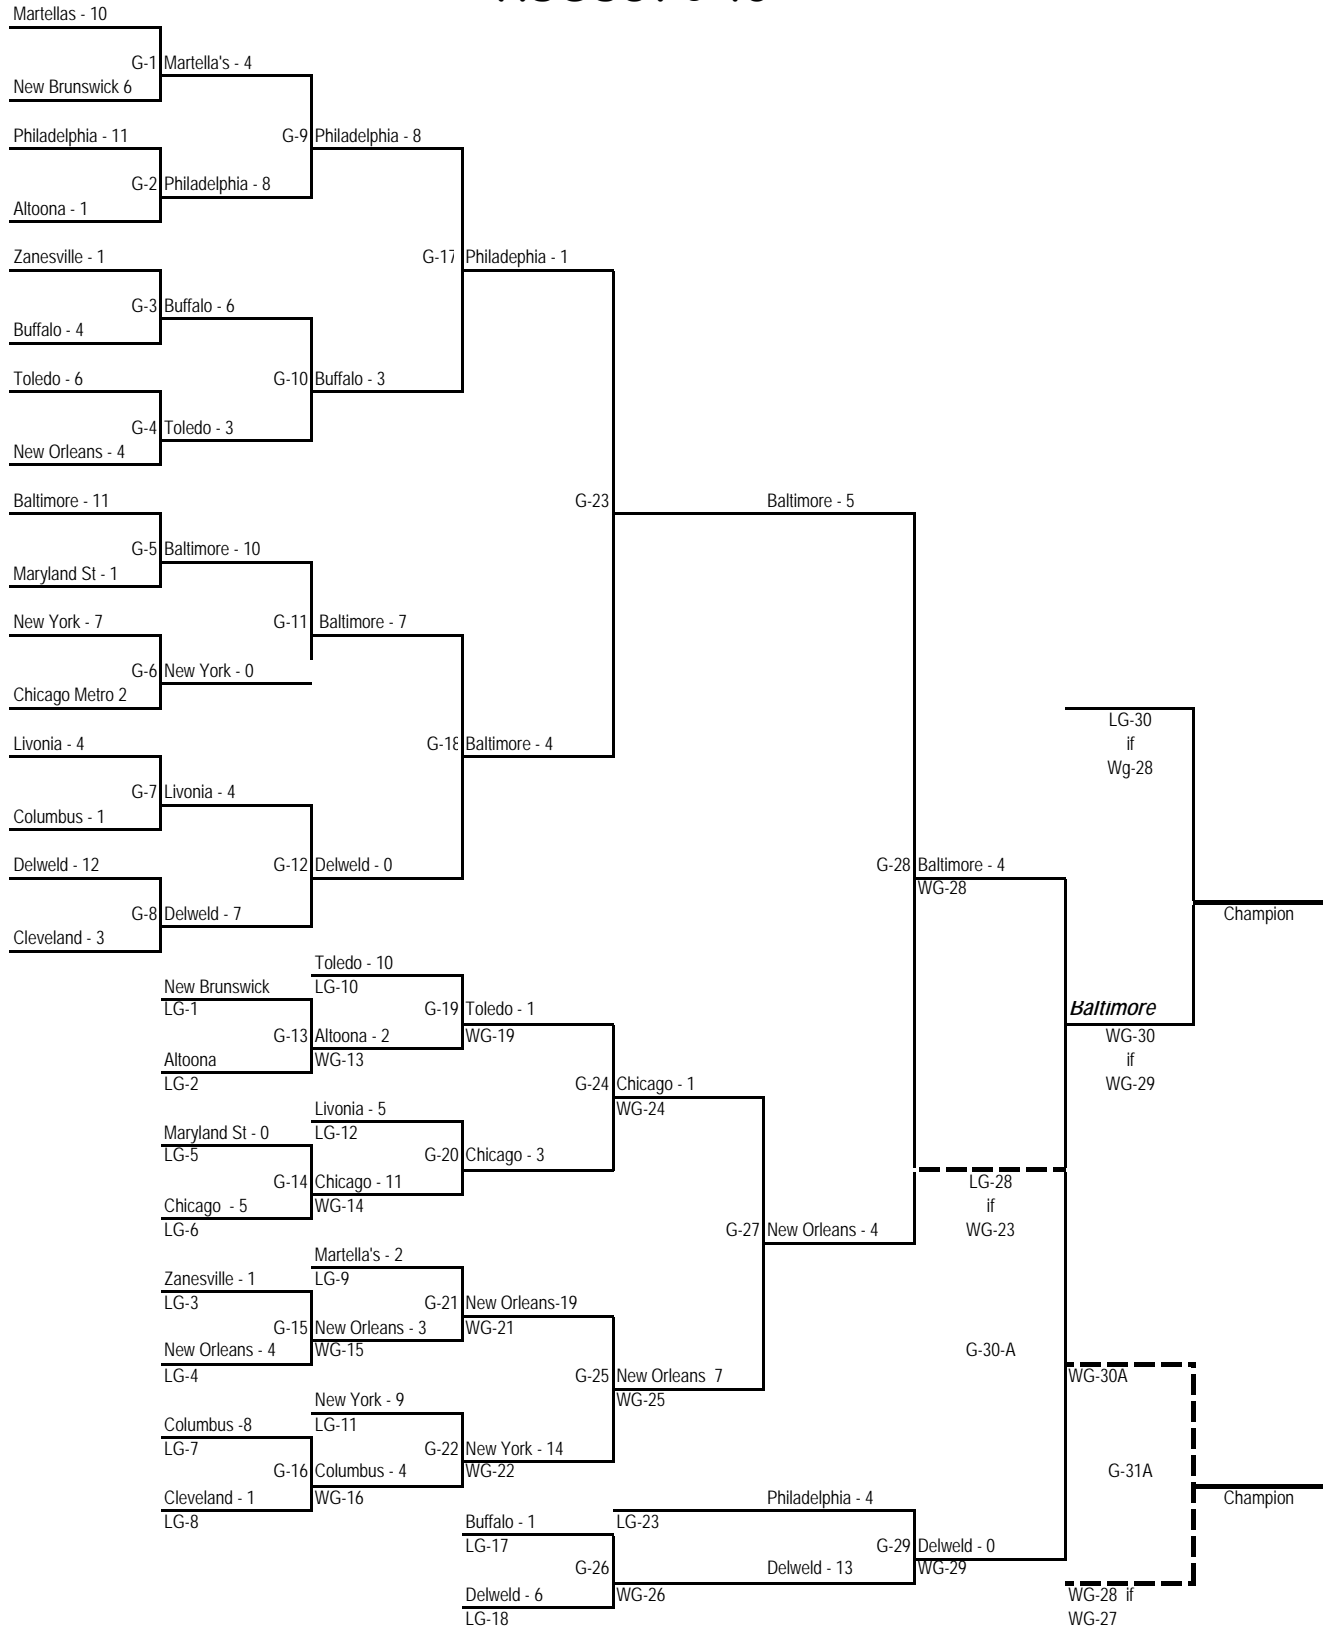 Martellas - 10
G-1 Martella's - 4
New Brunswick 6
Philadelphia - 11
G-9 Philadelphia - 8
G-2 Philadelphia - 8
Altoona - 1
Zanesville - 1
G-17 Philadephia - 1
G-3 Buffalo - 6
Buffalo - 4
Toledo - 6
G-10 Buffalo - 3
G-4 Toledo - 3
New Orleans - 4
Baltimore - 11
G-23
Baltimore - 5
G-5 Baltimore - 10
Maryland St - 1
New York - 7
G-11 Baltimore - 7
G-6 New York - 0
Chicago Metro 2
LG-30
if
Wg-28
Livonia - 4
G-18 Baltimore - 4
G-7 Livonia - 4
Columbus - 1
Delweld - 12
G-12 Delweld - 0
G-28 Baltimore - 4
WG-28
G-8 Delweld - 7
Champion
Cleveland - 3
Toledo - 10
LG-10
New Brunswick
LG-1
G-19 Toledo - 1
WG-19
Baltimore
WG-30
if
WG-29
G-13 Altoona - 2
WG-13
Altoona
LG-2
G-24 Chicago - 1
WG-24
Livonia - 5
LG-12
Maryland St - 0
LG-5
G-20 Chicago - 3
G-14 Chicago - 11
WG-14
Chicago - 5
LG-6
LG-28
if
WG-23
G-27 New Orleans - 4
Martella's - 2
LG-9
Zanesville - 1
LG-3
G-21 New Orleans-19
WG-21
G-15 New Orleans - 3
WG-15
New Orleans - 4
LG-4
G-30-A
G-25 New Orleans 7
WG-25
WG-30A
New York - 9
LG-11
Columbus -8
LG-7
G-22 New York - 14
WG-22
G-16 Columbus - 4
WG-16
G-31A
Cleveland - 1
LG-8
Champion
Philadelphia - 4
LG-23
Buffalo - 1
LG-17
G-29 Delweld - 0
WG-29
G-26
Delweld - 13
WG-26
Delweld - 6
LG-18
WG-28 if
WG-27